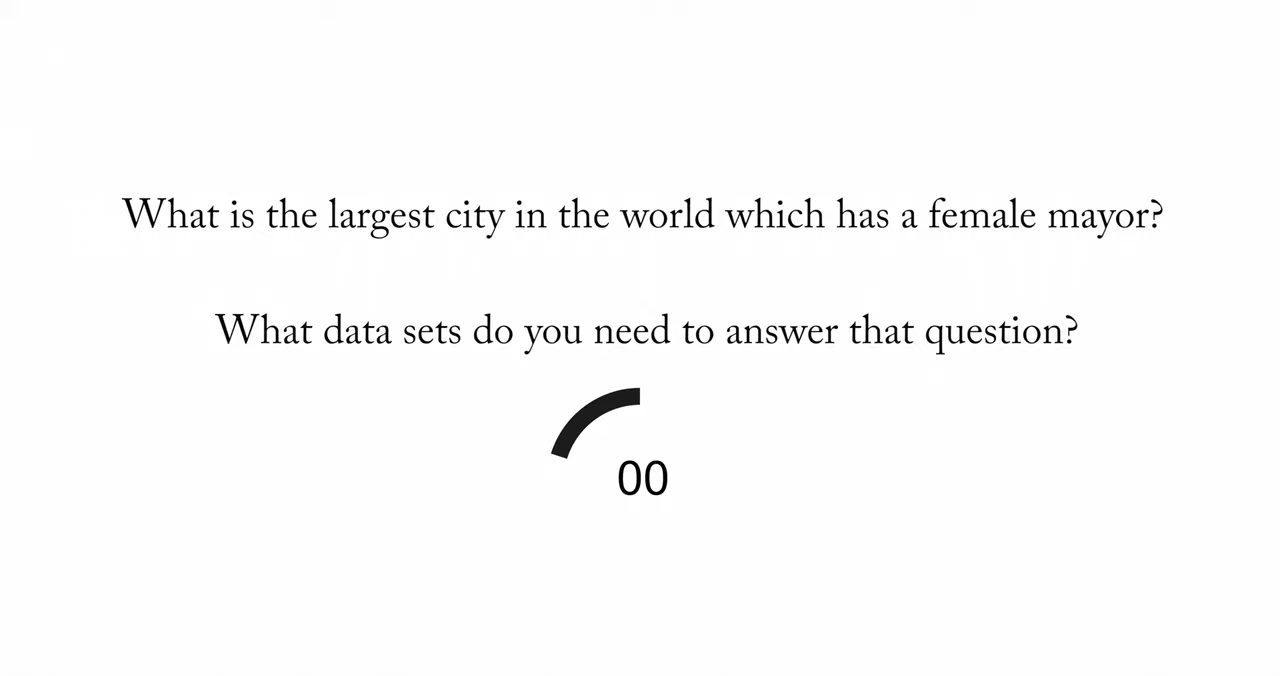 What is the largest city in the world which has a female mayor?
What data sets do you need to answer that question?
00